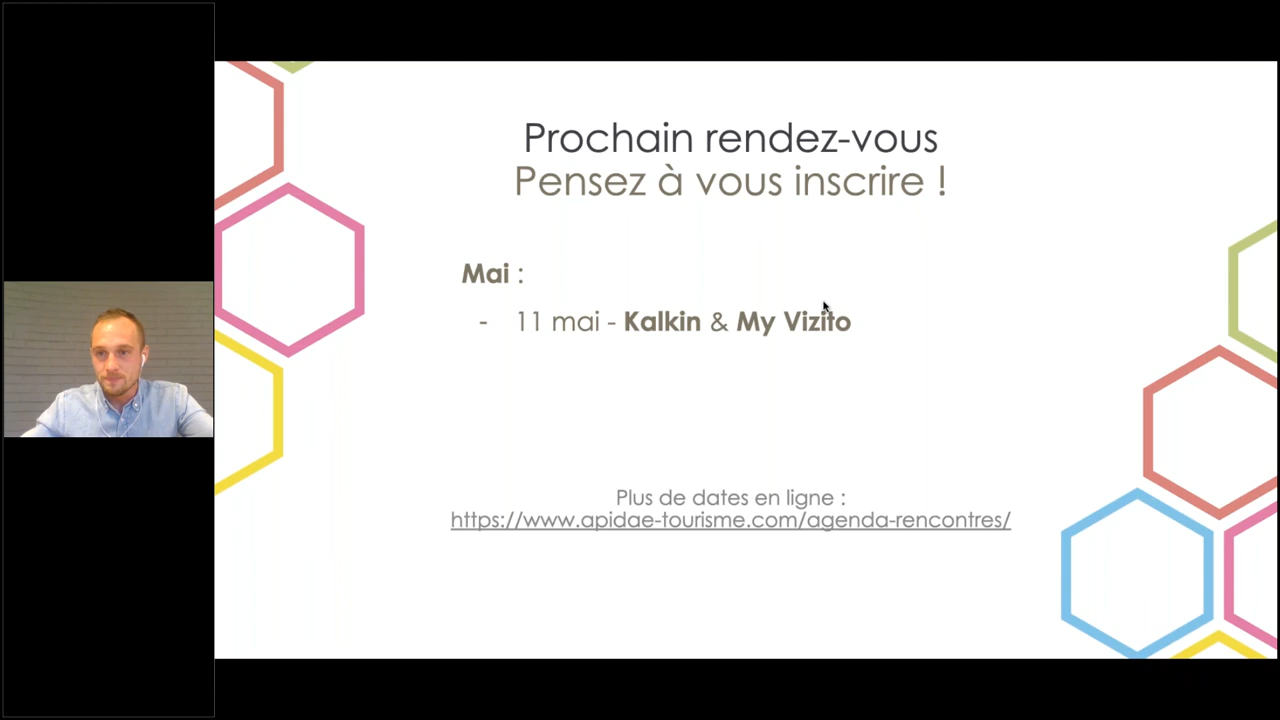 Prochain rendez-vous
Pensez à vous inscrire !
Mai :
- 11 mai - Kalkin & My Vizito
Plus de dates en ligne :
https://www.apidae-tourisme.com/agenda-rencontres/